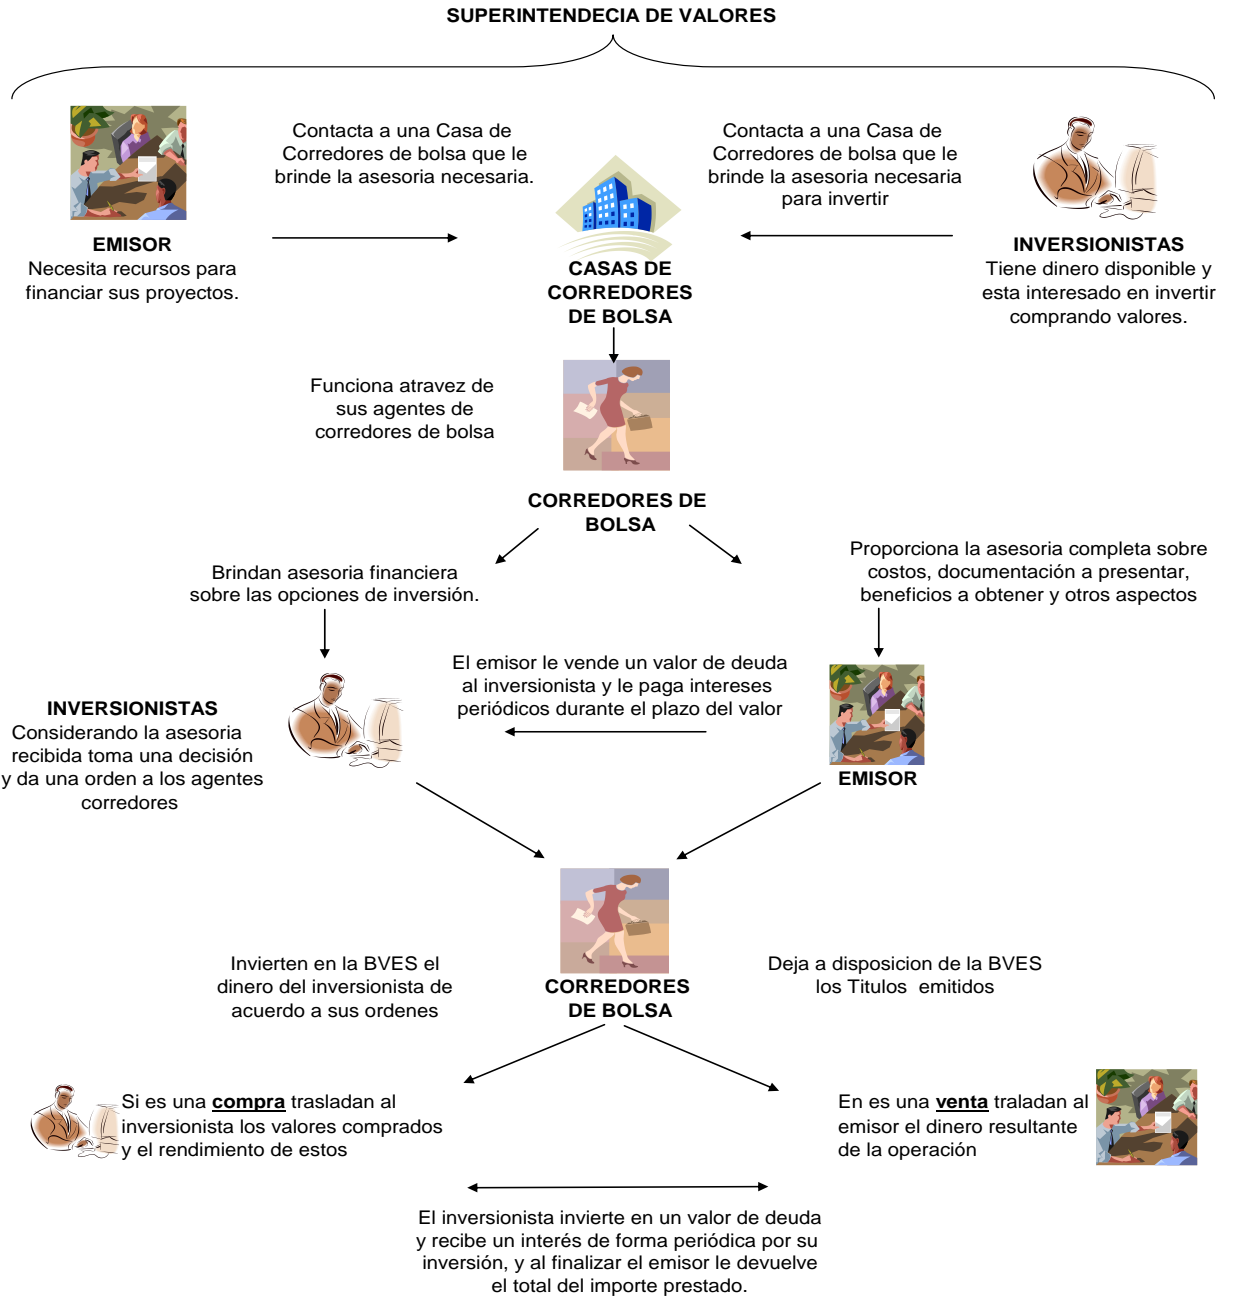 SUPERINTENDECIA DE VALORES
Contacta a una Casa de
Corredores de bolsa que le
brinde la asesoria necesaria.
Contacta a una Casa de
Corredores de bolsa que le
brinde la asesoria necesaria
para invertir
EMISOR
Necesita recursos para
financiar sus proyectos.
CASAS DE
CORREDORES
DE BOLSA
INVERSIONISTAS
Tiene dinero disponible y
esta interesado en invertir
comprando valores.
Funciona atravez de
sus agentes de
corredores de bolsa
CORREDORES DE
BOLSA
Brindan asesoria financiera
sobre las opciones de inversión.
Proporciona la asesoria completa sobre
costos, documentación a presentar,
beneficios a obtener y otros aspectos
El emisor le vende un valor de deuda
al inversionista y le paga intereses
periódicos durante el plazo del valor
INVERSIONISTAS
Considerando la asesoria
recibida toma una decisión
y da una orden a los agentes
corredores
EMISOR
Invierten en la BVES el
dinero del inversionista de
acuerdo a sus ordenes
CORREDORES
DE BOLSA
Deja a disposicion de la BVES
los Titulos emitidos
Si es una compra trasladan al
inversionista los valores comprados
y el rendimiento de estos
En es una venta traladan al
emisor el dinero resultante
de la operación
El inversionista invierte en un valor de deuda
y recibe un interés de forma periódica por su
inversión, y al finalizar el emisor le devuelve
el total del importe prestado.